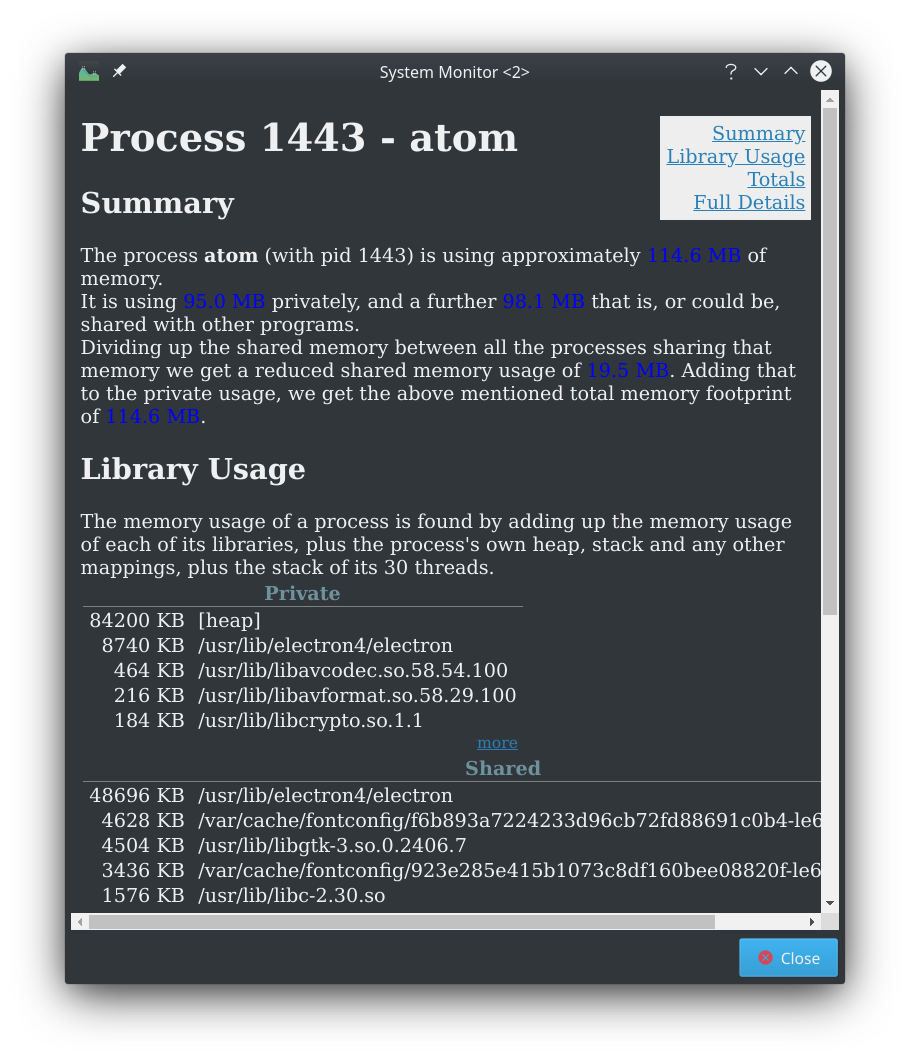 System Monitor <2>
Process 1443 - atom
Summary
Library Usage
Totals
Full Details
Summary
The process atom (with pid 1443) is using approximately 114.6 MB of
memory.
It is using 95.0 MB privately, and a further 98.1 MB that is, or could be,
shared with other programs.
Dividing up the shared memory between all the processes sharing that
memory we get a reduced shared memory usage of 19.5 MB. Adding that
to the private usage, we get the above mentioned total memory footprint
of 114.6 MB.
Library Usage
The memory usage of a process is found by adding up the memory usage
of each of its libraries, plus the process's own heap, stack and any other
mappings, plus the stack of its 30 threads.
Private
84200 KB [heap]
8740 KB /usr/lib/electron4/electron
464 KB /usr/lib/libavcodec.so.58.54.100
216 KB /usr/lib/libavformat.so.58.29.100
184 KB /usr/lib/libcrypto.so.1.1
more
Shared
48696 KB /usr/lib/electron4/electron
4628 KB /var/cache/fontconfig/f6b893a7224233d96cb72fd88691c0b4-le6
4504 KB /usr/lib/libgtk-3.so.0.2406.7
3436 KB /var/cache/fontconfig/923e285e415b1073c8df160bee08820f-le6
1576 KB /usr/lib/libc-2.30.so
Close